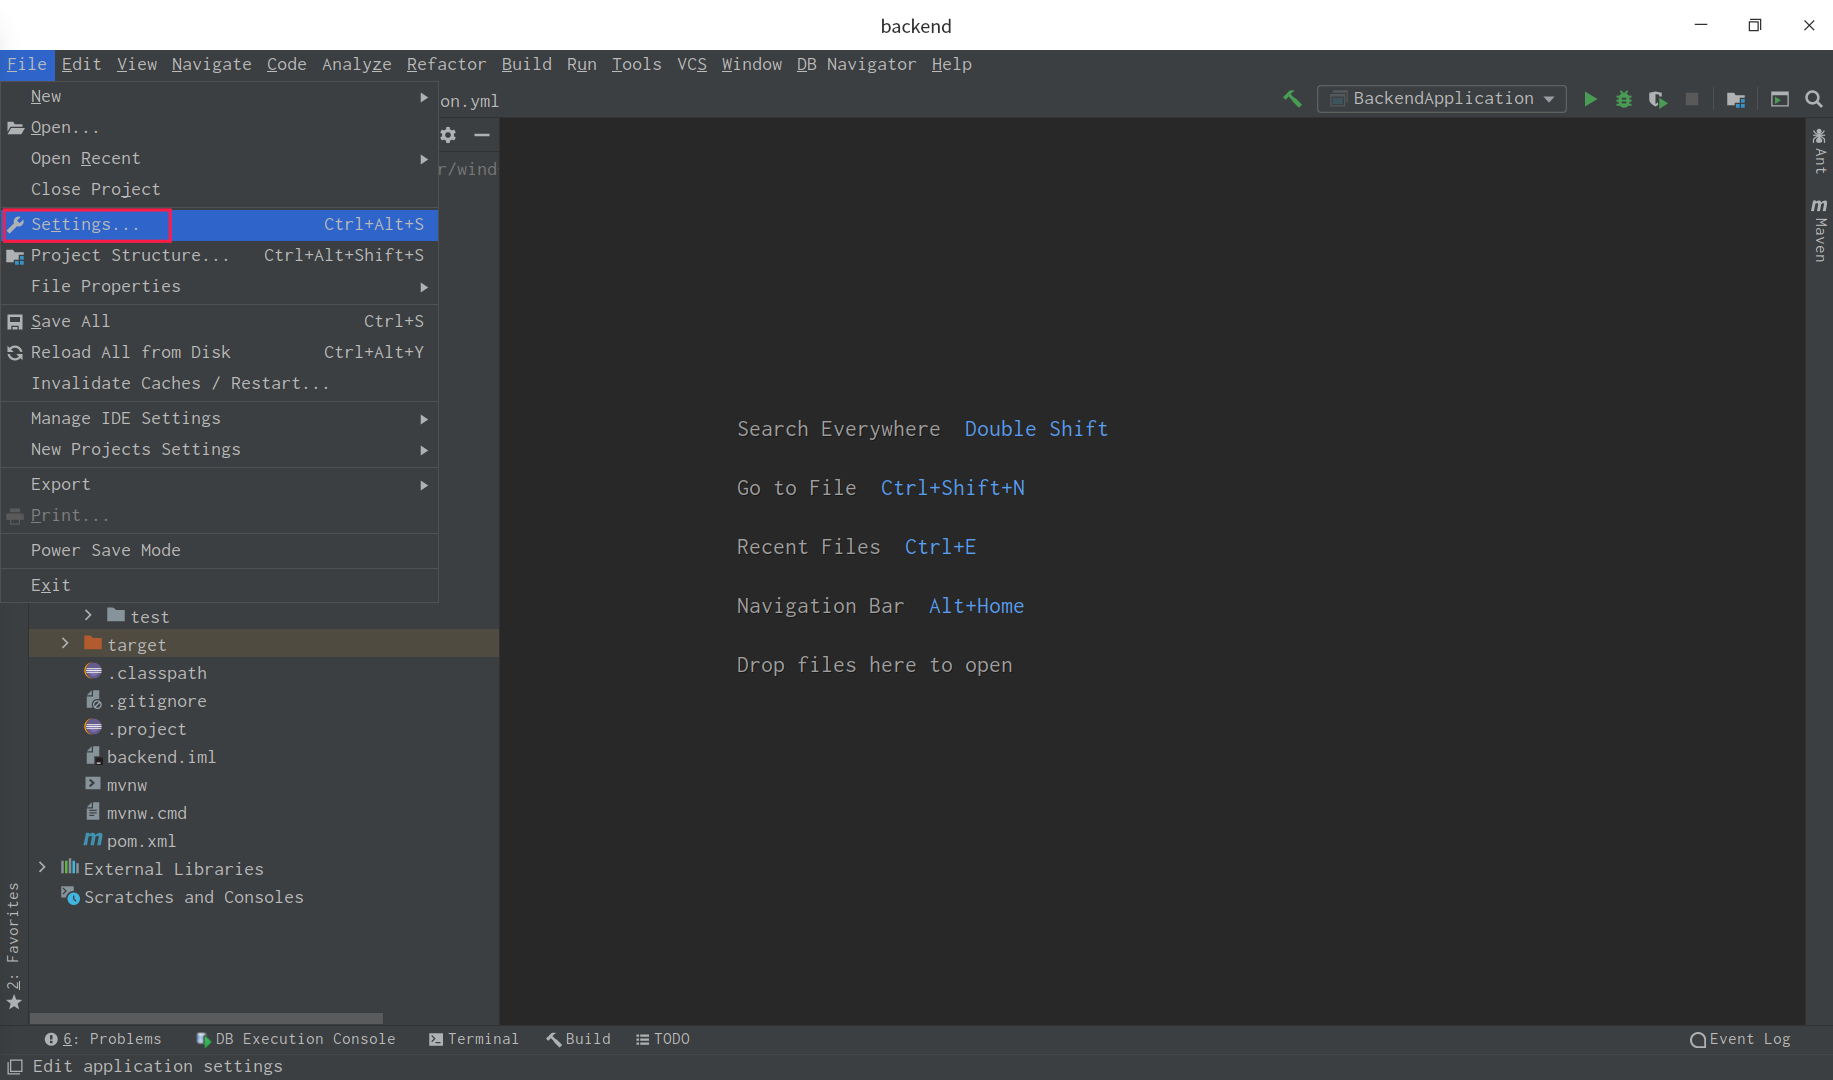 backend
File Edit View Navigate Code Analyze Refactor Build Run Tools VCS Window DB Navigator Help
on.yml
BackendApplication
New
Open...
Open Recent
Close Project
r/wind
Settings... Ctrl+Alt+S
Project Structure... Ctrl+Alt+Shift+S
File Properties
Save All Ctrl+S
Reload All from Disk Ctrl+Alt+Y
Invalidate Caches / Restart...
Manage IDE Settings
New Projects Settings
Export
Print...
Power Save Mode
Exit
test
target
.classpath
.gitignore
.project
backend.iml
mvnw
mvnw.cmd
m pom.xml
External Libraries
Scratches and Consoles
Search Everywhere Double Shift
Go to File Ctrl+Shift+N
Recent Files Ctrl+E
Navigation Bar Alt+Home
Drop files here to open
Ant
m Maven
2: Favorites
6: Problems DB Execution Console Terminal Build TODO Event Log
Edit application settings